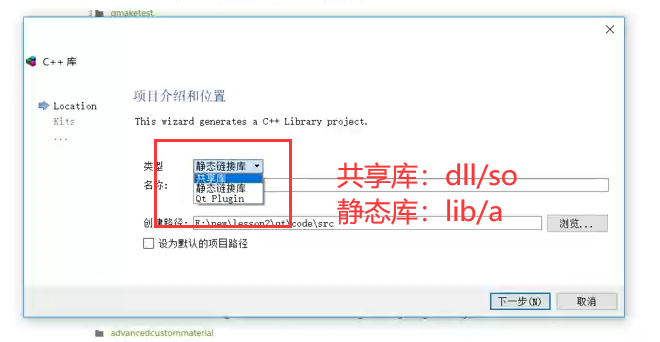 qmaketest
C++ 库
项目介绍和位置
Location
This wizard generates a C++ Library project.
Kits
...
类型
静态链接库
共享库
静态链接库
Qt Plugin
名称:
共享库：dll/so
静态库：lib/a
创建路径:
E:\new\lesson2\qt\code\src
浏览...
设为默认的项目路径
下一步(N)
取消
advancedcustommaterial